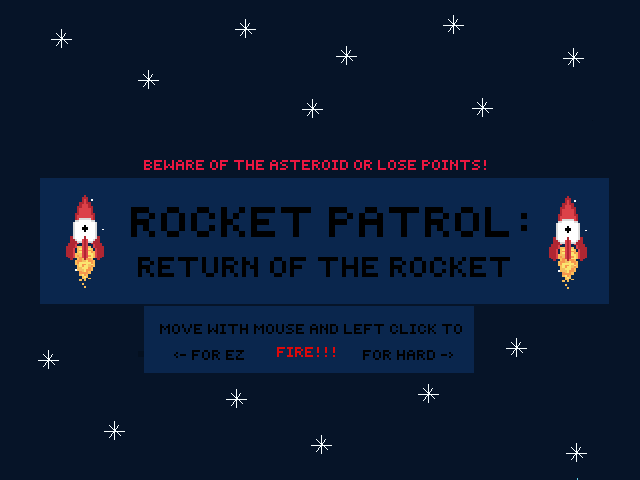 BEWARE OF THE ASTEROID OR LOSE POINTS!
ROCKET PATROL:
RETURN OF THE ROCKET
MOVE WITH MOUSE AND LEFT CLICK TO
<- FOR EZ FIRE!!! FOR HARD ->